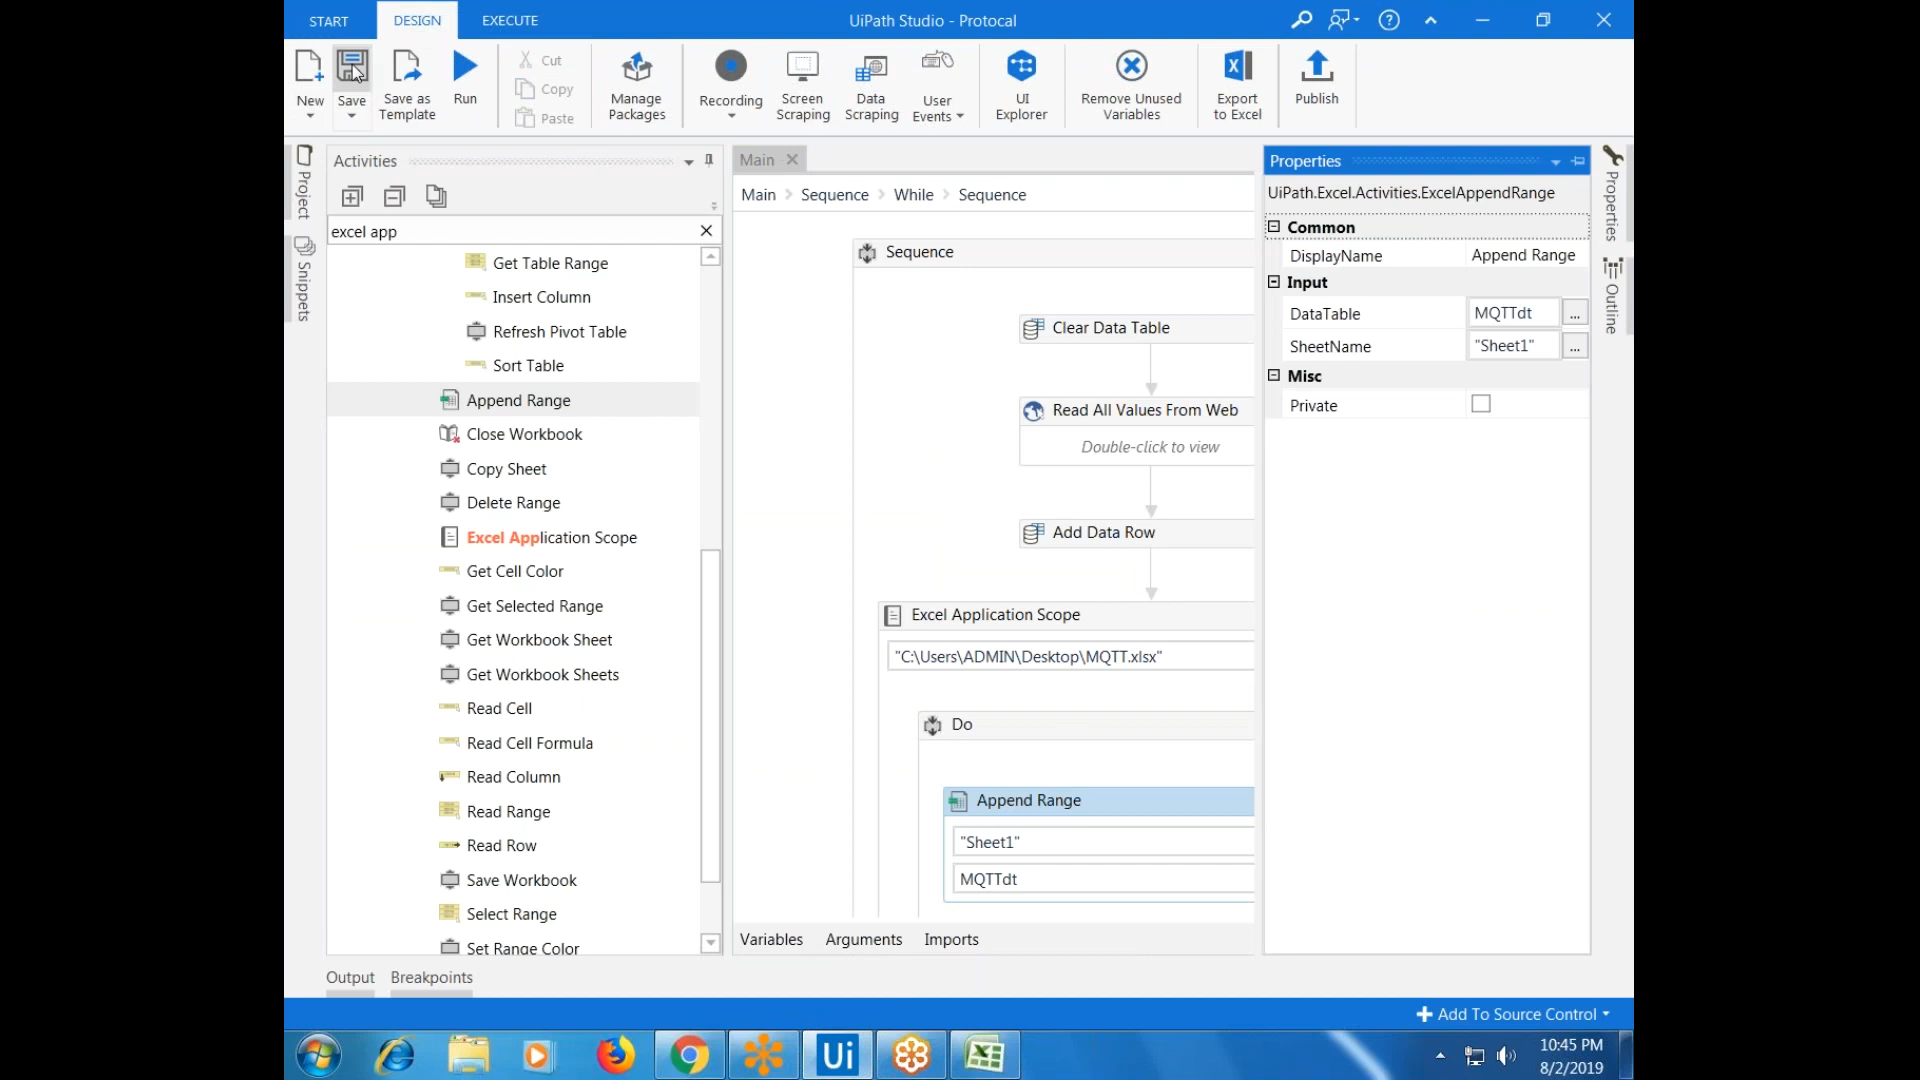 START
DESIGN
EXECUTE
UiPath Studio - Protocal
New
Save
Save as
Template
Run
Cut
Copy
Paste
Manage
Packages
Recording
Screen
Scraping
Data
Scraping
User
Events
UI
Explorer
Remove Unused
Variables
Export
to Excel
Publish
Project
Snippets
Activities
excel app
Get Table Range
Insert Column
Refresh Pivot Table
Sort Table
Append Range
Close Workbook
Copy Sheet
Delete Range
Excel Application Scope
Get Cell Color
Get Selected Range
Get Workbook Sheet
Get Workbook Sheets
Read Cell
Read Cell Formula
Read Column
Read Range
Read Row
Save Workbook
Select Range
Set Range Color
Main
Main > Sequence > While > Sequence
Sequence
Clear Data Table
Read All Values From Web
Double-click to view
Add Data Row
Excel Application Scope
"C:\Users\ADMIN\Desktop\MQTT.xlsx"
Do
Append Range
"Sheet1"
MQTTdt
Variables
Arguments
Imports
Properties
UiPath.Excel.Activities.ExcelAppendRange
Common
DisplayName
Append Range
Input
DataTable
MQTTdt
...
SheetName
"Sheet1"
...
Misc
Private
Properties
Outline
Output
Breakpoints
Add To Source Control
Ui
10:45 PM
8/2/2019